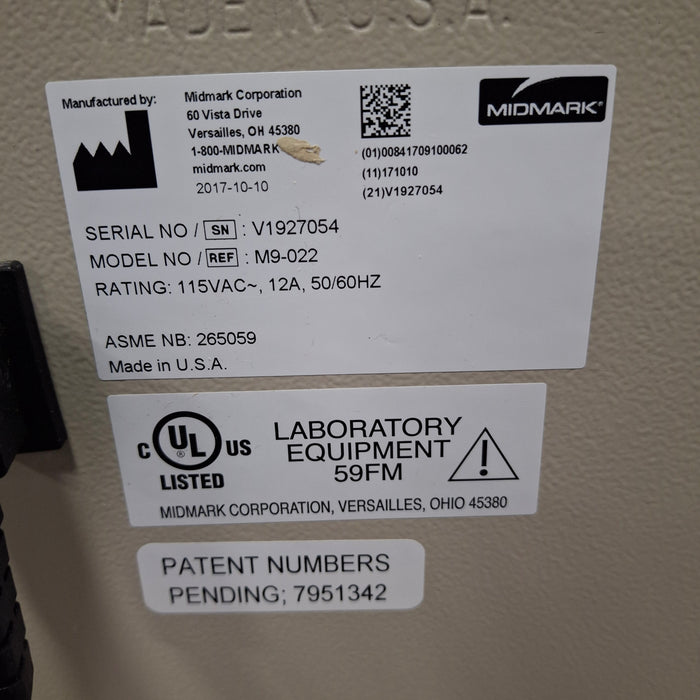 MADE IN U.S.A.
Manufactured by:
Midmark Corporation
60 Vista Drive
Versailles, OH 45380
1-800-MIDMARK
midmark.com
2017-10-10
(01)00841709100062
(11)171010
(21)V1927054
MIDMARK®
SERIAL NO / SN : V1927054
MODEL NO / REF : M9-022
RATING: 115VAC~, 12A, 50/60HZ
ASME NB: 265059
Made in U.S.A.
C UL ® US
LISTED
LABORATORY
EQUIPMENT
59FM
!
MIDMARK CORPORATION, VERSAILLES, OHIO 45380
PATENT NUMBERS
PENDING; 7951342